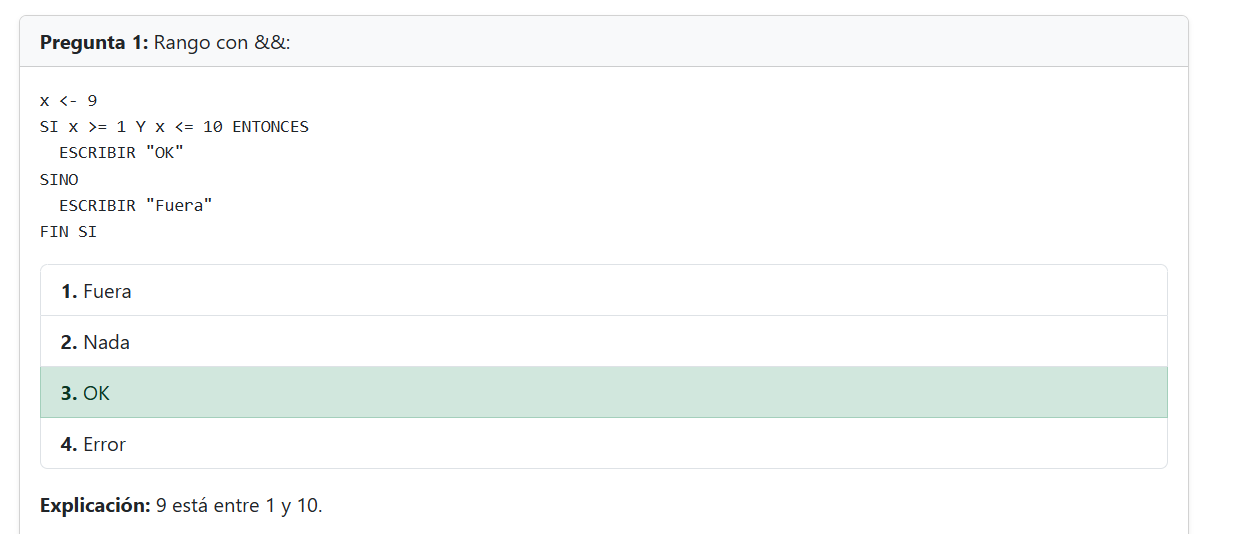 Pregunta 1: Rango con &&:
x <- 9
SI x >= 1 Y x <= 10 ENTONCES
  ESCRIBIR "OK"
SINO
  ESCRIBIR "Fuera"
FIN SI
1. Fuera
2. Nada
3. OK
4. Error
Explicación: 9 está entre 1 y 10.